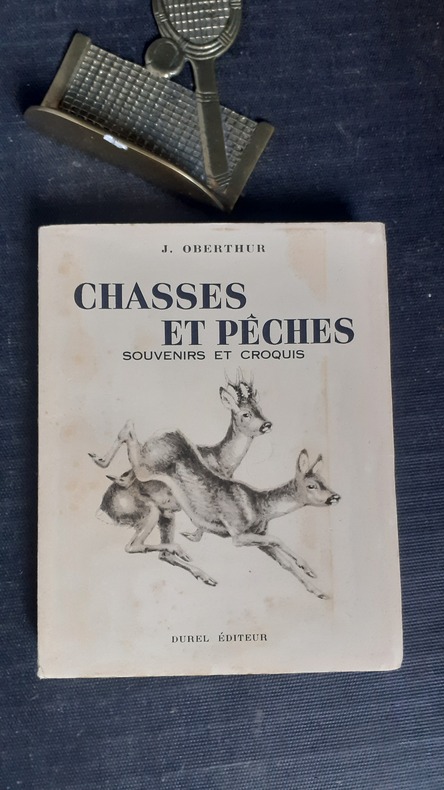 J. OBERTHUR
CHASSES
ET PÊCHES
SOUVENIRS ET CROQUIS
DUREL ÉDITEUR